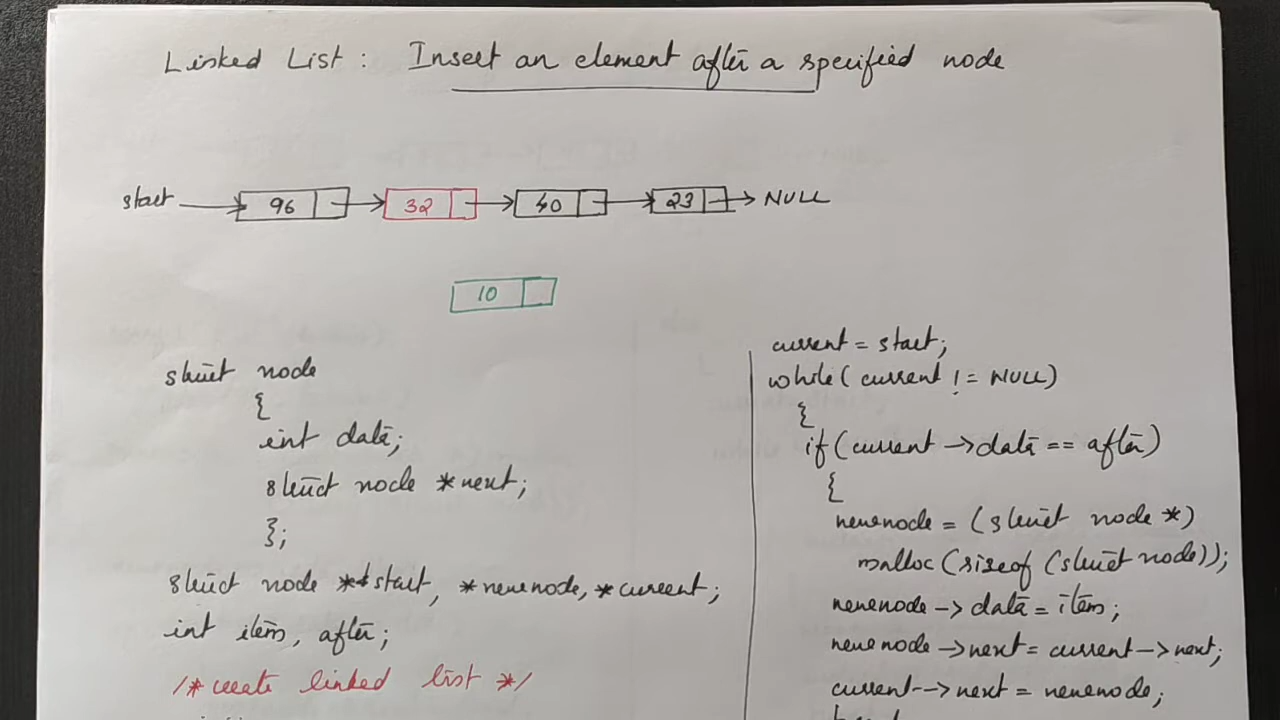 Linked List : Insert an element after a specified node
start 96 32 40 23 NULL
10
struct node
{
int data;
struct node *next;
};
struct node *start, *newnode, *current;
int item, after;
/*create linked list */
current = start;
while( current != NULL)
{
if(current ->data == after)
{
newnode = (struct node *)
malloc (sizeof (struct node));
newnode -> data = item;
newnode ->next = current -> next;
current --> next = newnode;